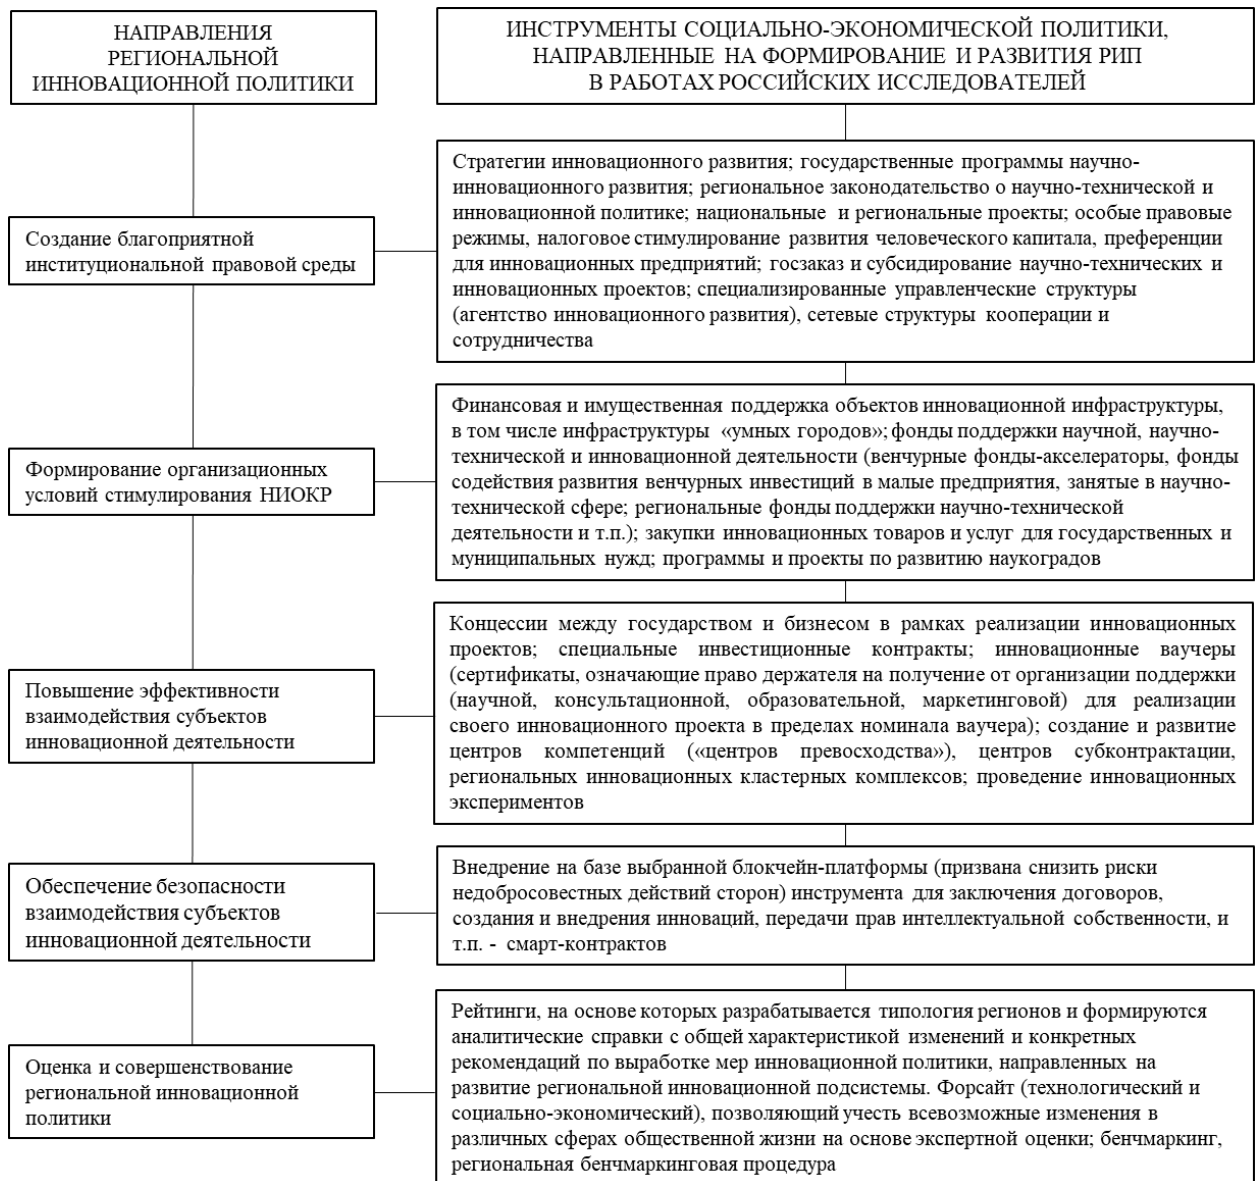 НАПРАВЛЕНИЯ
РЕГИОНАЛЬНОЙ
ИННОВАЦИОННОЙ ПОЛИТИКИ
ИНСТРУМЕНТЫ СОЦИАЛЬНО-ЭКОНОМИЧЕСКОЙ ПОЛИТИКИ,
НАПРАВЛЕННЫЕ НА ФОРМИРОВАНИЕ И РАЗВИТИЯ РИП
В РАБОТАХ РОССИЙСКИХ ИССЛЕДОВАТЕЛЕЙ
Создание благоприятной
институциональной правовой среды
Стратегии инновационного развития; государственные программы научно-
инновационного развития; региональное законодательство о научно-технической и
инновационной политике; национальные и региональные проекты; особые правовые
режимы, налоговое стимулирование развития человеческого капитала, преференции
для инновационных предприятий; госзаказ и субсидирование научно-технических и
инновационных проектов; специализированные управленческие структуры
(агентство инновационного развития), сетевые структуры кооперации и
сотрудничества
Формирование организационных
условий стимулирования НИОКР
Финансовая и имущественная поддержка объектов инновационной инфраструктуры,
в том числе инфраструктуры «умных городов»; фонды поддержки научной, научно-
технической и инновационной деятельности (венчурные фонды-акселераторы, фонды
содействия развития венчурных инвестиций в малые предприятия, занятые в научно-
технической сфере; региональные фонды поддержки научно-технической
деятельности и т.п.); закупки инновационных товаров и услуг для государственных и
муниципальных нужд; программы и проекты по развитию наукоградов
Повышение эффективности
взаимодействия субъектов
инновационной деятельности
Концессии между государством и бизнесом в рамках реализации инновационных
проектов; специальные инвестиционные контракты; инновационные ваучеры
(сертификаты, означающие право держателя на получение от организации поддержки
(научной, консультационной, образовательной, маркетинговой) для реализации
своего инновационного проекта в пределах номинала ваучера); создание и развитие
центров компетенций («центров превосходства»), центров субконтрактации,
региональных инновационных кластерных комплексов; проведение инновационных
экспериментов
Обеспечение безопасности
взаимодействия субъектов
инновационной деятельности
Внедрение на базе выбранной блокчейн-платформы (призвана снизить риски
недобросовестных действий сторон) инструмента для заключения договоров,
создания и внедрения инноваций, передачи прав интеллектуальной собственности, и
т.п. - смарт-контрактов
Оценка и совершенствование
региональной инновационной
политики
Рейтинги, на основе которых разрабатывается типология регионов и формируются
аналитические справки с общей характеристикой изменений и конкретных
рекомендаций по выработке мер инновационной политики, направленных на
развитие региональной инновационной подсистемы. Форсайт (технологический и
социально-экономический), позволяющий учесть всевозможные изменения в
различных сферах общественной жизни на основе экспертной оценки; бенчмаркинг,
региональная бенчмаркинговая процедура